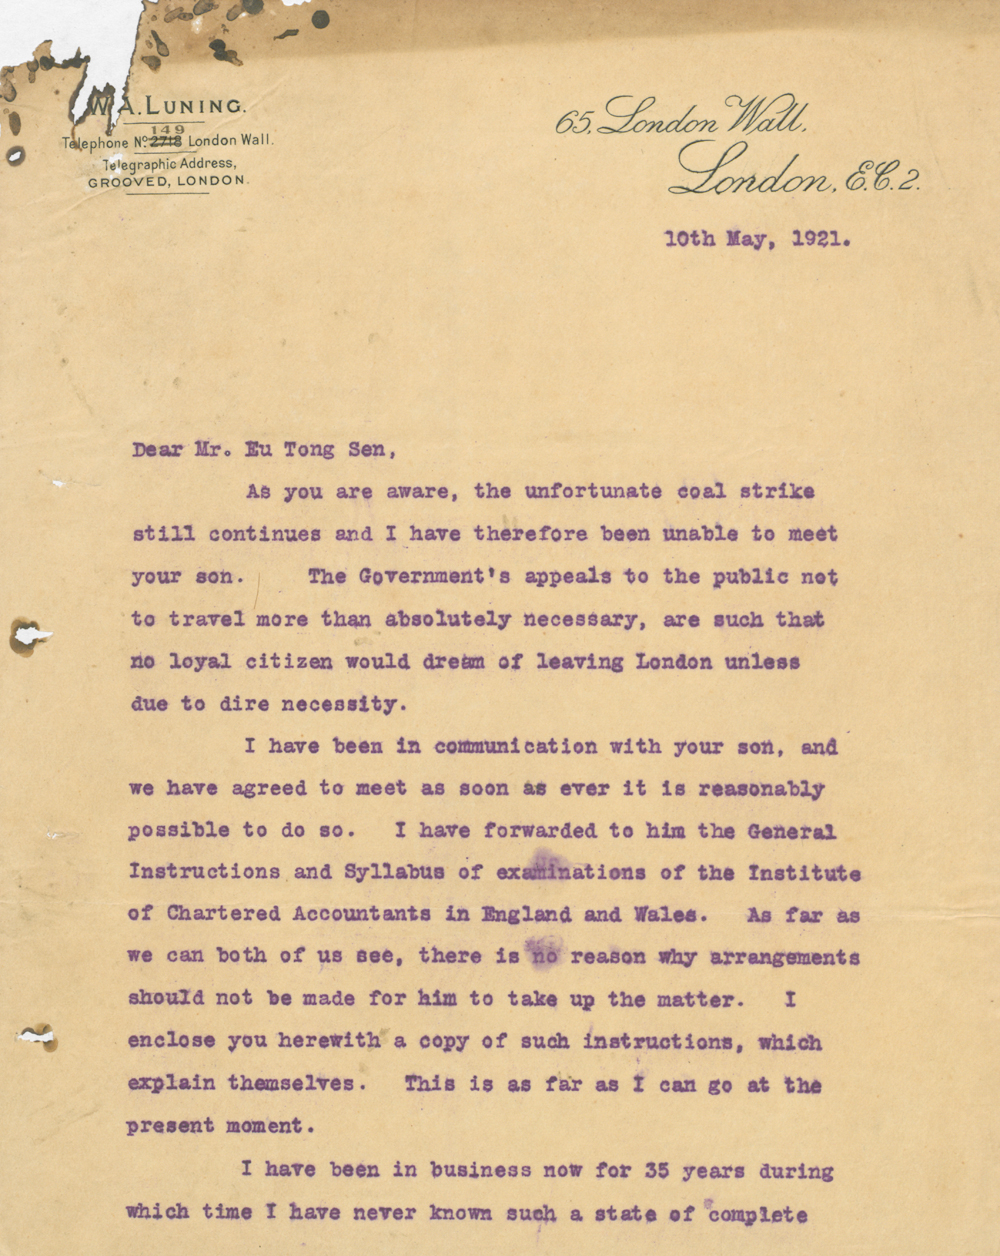 W.A. LUNING.
Telephone No. 2718 149 London Wall.
Telegraphic Address,
GROOVED, LONDON.
65, London Wall,
London, E.C.2.
10th May, 1921.
Dear Mr. Eu Tong Sen,
As you are aware, the unfortunate coal strike
still continues and I have therefore been unable to meet
your son. The Government's appeals to the public not
to travel more than absolutely necessary, are such that
no loyal citizen would dream of leaving London unless
due to dire necessity.
I have been in communication with your son, and
we have agreed to meet as soon as ever it is reasonably
possible to do so. I have forwarded to him the General
Instructions and Syllabus of examinations of the Institute
of Chartered Accountants in England and Wales. As far as
we can both of us see, there is no reason why arrangements
should not be made for him to take up the matter. I
enclose you herewith a copy of such instructions, which
explain themselves. This is as far as I can go at the
present moment.
I have been in business now for 35 years during
which time I have never known such a state of complete